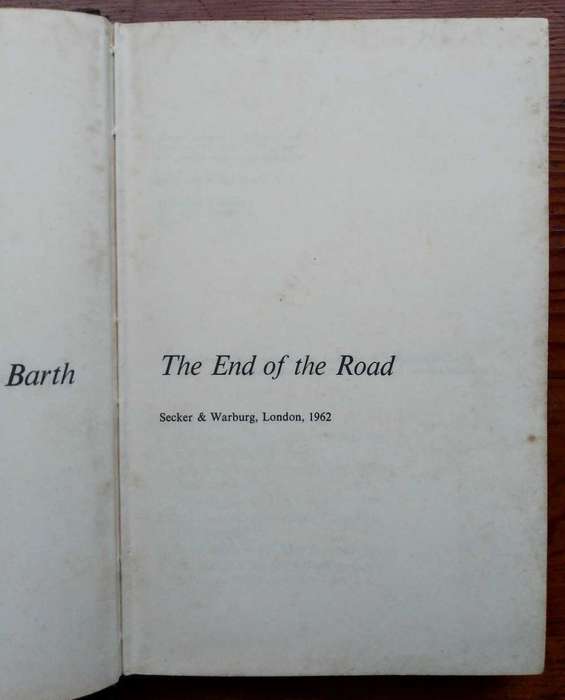 Barth
The End of the Road
Secker & Warburg, London, 1962